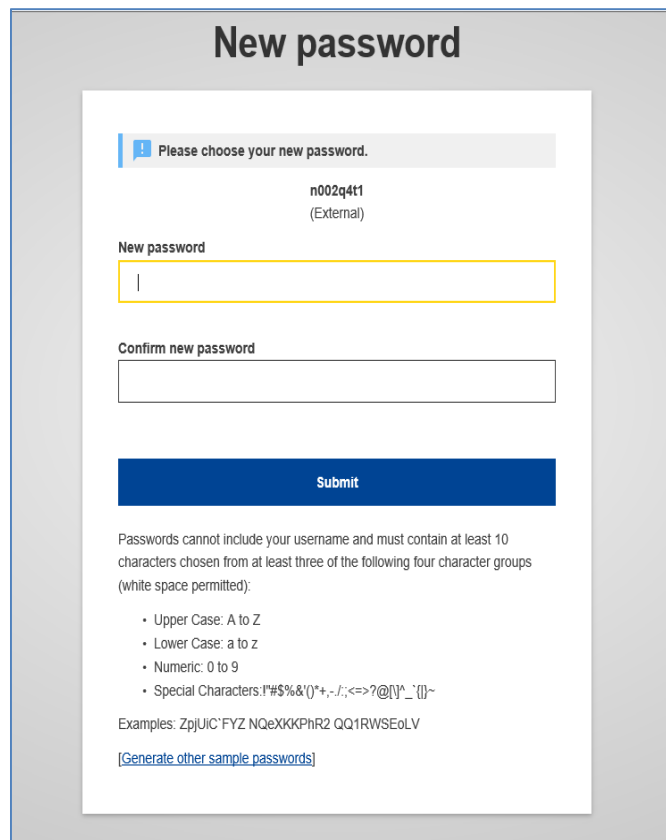 New password
Please choose your new password.
n002q4t1
(External)
New password
Confirm new password
Submit
Passwords cannot include your username and must contain at least 10
characters chosen from at least three of the following four character groups
(white space permitted):
• Upper Case: A to Z
• Lower Case: a to z
• Numeric: 0 to 9
• Special Characters:!"#$%&'()*+,-./:;<=>?@[\]^_`{|}~
Examples: ZpjUiC`FYZ NQeXKKPhR2 QQ1RWSEoLV
[Generate other sample passwords]